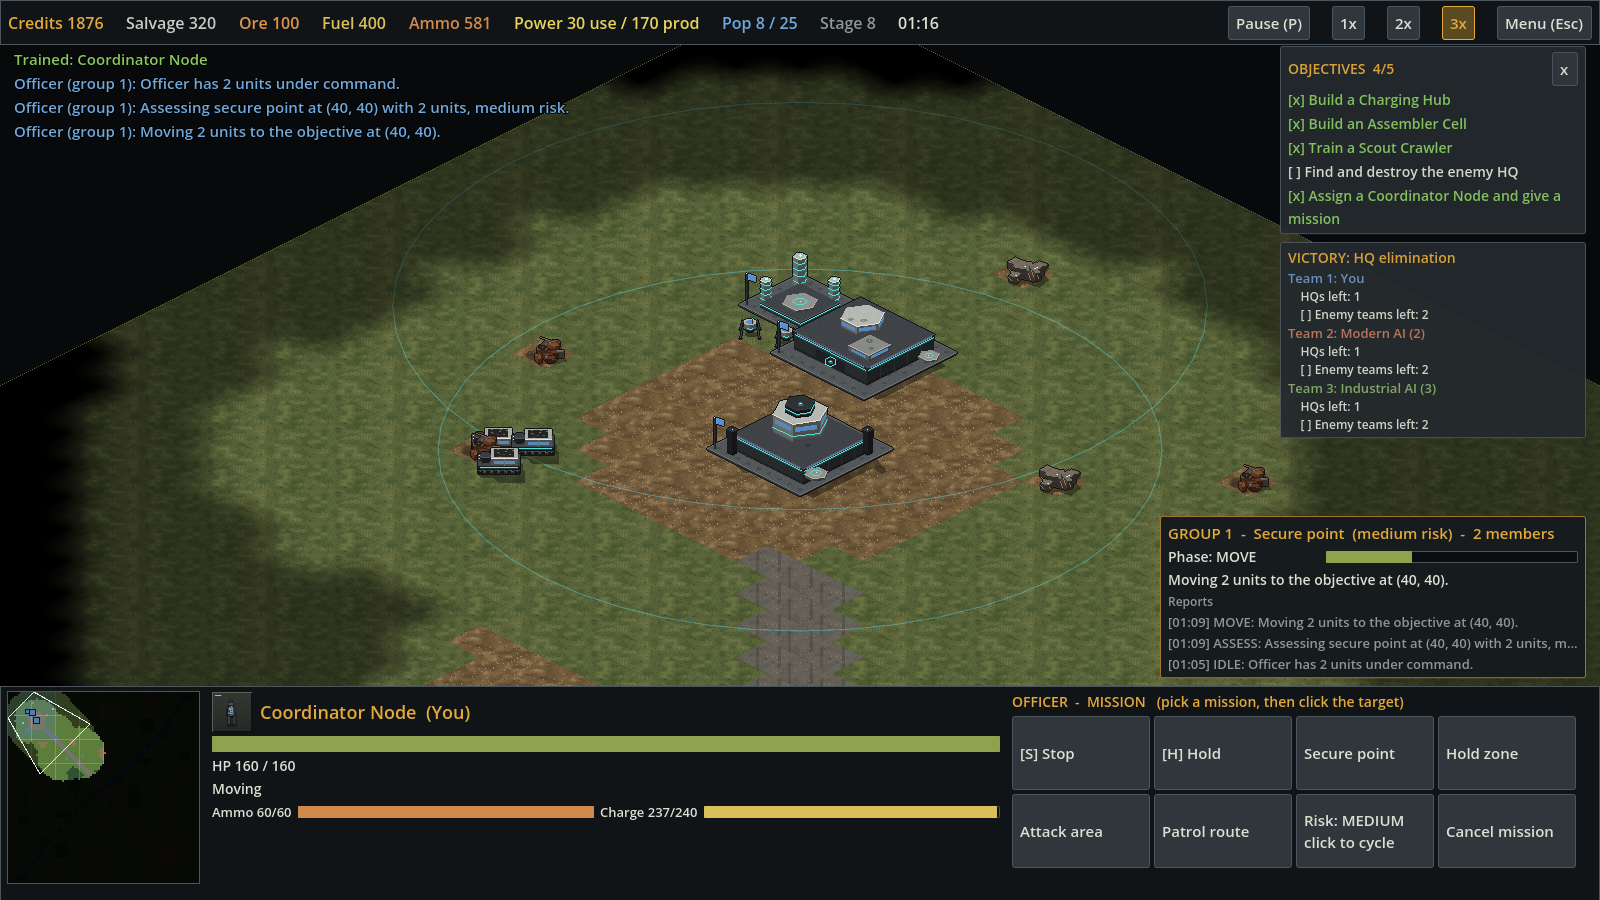 Credits 1876 Salvage 320 Ore 100 Fuel 400 Ammo 581 Power 30 use / 170 prod Pop 8 / 25 Stage 8 01:16 Pause (P) 1x 2x 3x Menu (Esc)
Trained: Coordinator Node
Officer (group 1): Officer has 2 units under command.
Officer (group 1): Assessing secure point at (40, 40) with 2 units, medium risk.
Officer (group 1): Moving 2 units to the objective at (40, 40).
OBJECTIVES 4/5 x
[x] Build a Charging Hub
[x] Build an Assembler Cell
[x] Train a Scout Crawler
[ ] Find and destroy the enemy HQ
[x] Assign a Coordinator Node and give a
mission
VICTORY: HQ elimination
Team 1: You
HQs left: 1
[ ] Enemy teams left: 2
Team 2: Modern AI (2)
HQs left: 1
[ ] Enemy teams left: 2
Team 3: Industrial AI (3)
HQs left: 1
[ ] Enemy teams left: 2
GROUP 1 - Secure point (medium risk) - 2 members
Phase: MOVE
Moving 2 units to the objective at (40, 40).
Reports
[01:09] MOVE: Moving 2 units to the objective at (40, 40).
[01:09] ASSESS: Assessing secure point at (40, 40) with 2 units, m...
[01:05] IDLE: Officer has 2 units under command.
Coordinator Node (You)
HP 160 / 160
Moving
Ammo 60/60 Charge 237/240
OFFICER - MISSION (pick a mission, then click the target)
[S] Stop [H] Hold Secure point Hold zone
Attack area Patrol route Risk: MEDIUM
click to cycle Cancel mission